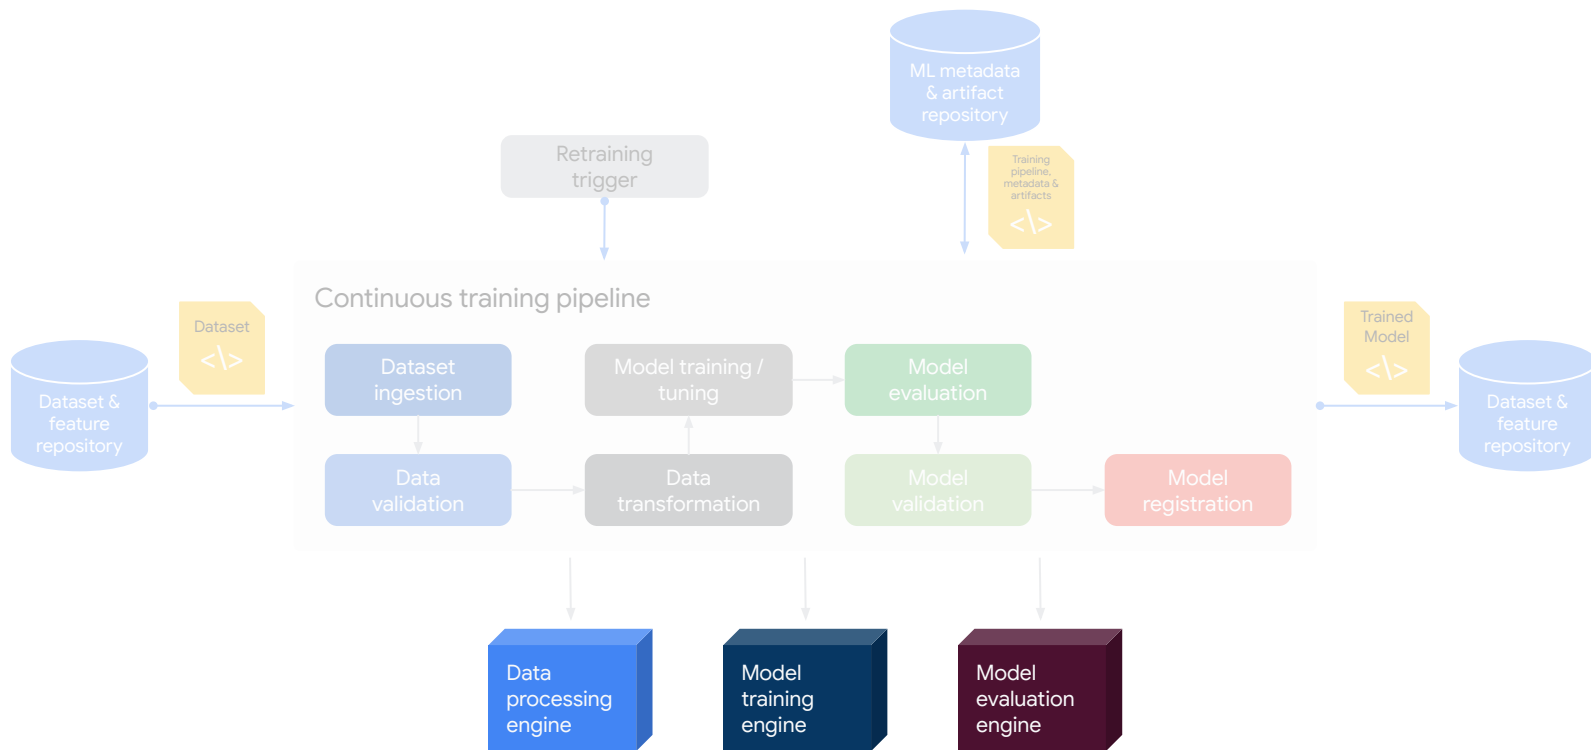 ML metadata
& artifact
repository
Retraining
trigger
Training
pipeline,
metadata &
artifacts
</>
Continuous training pipeline
Dataset
</>
Trained
Model
</>
Dataset &
feature
repository
Dataset
ingestion
Model training /
tuning
Model
evaluation
Dataset &
feature
repository
Data
validation
Data
transformation
Model
validation
Model
registration
Data
processing
engine
Model
training
engine
Model
evaluation
engine